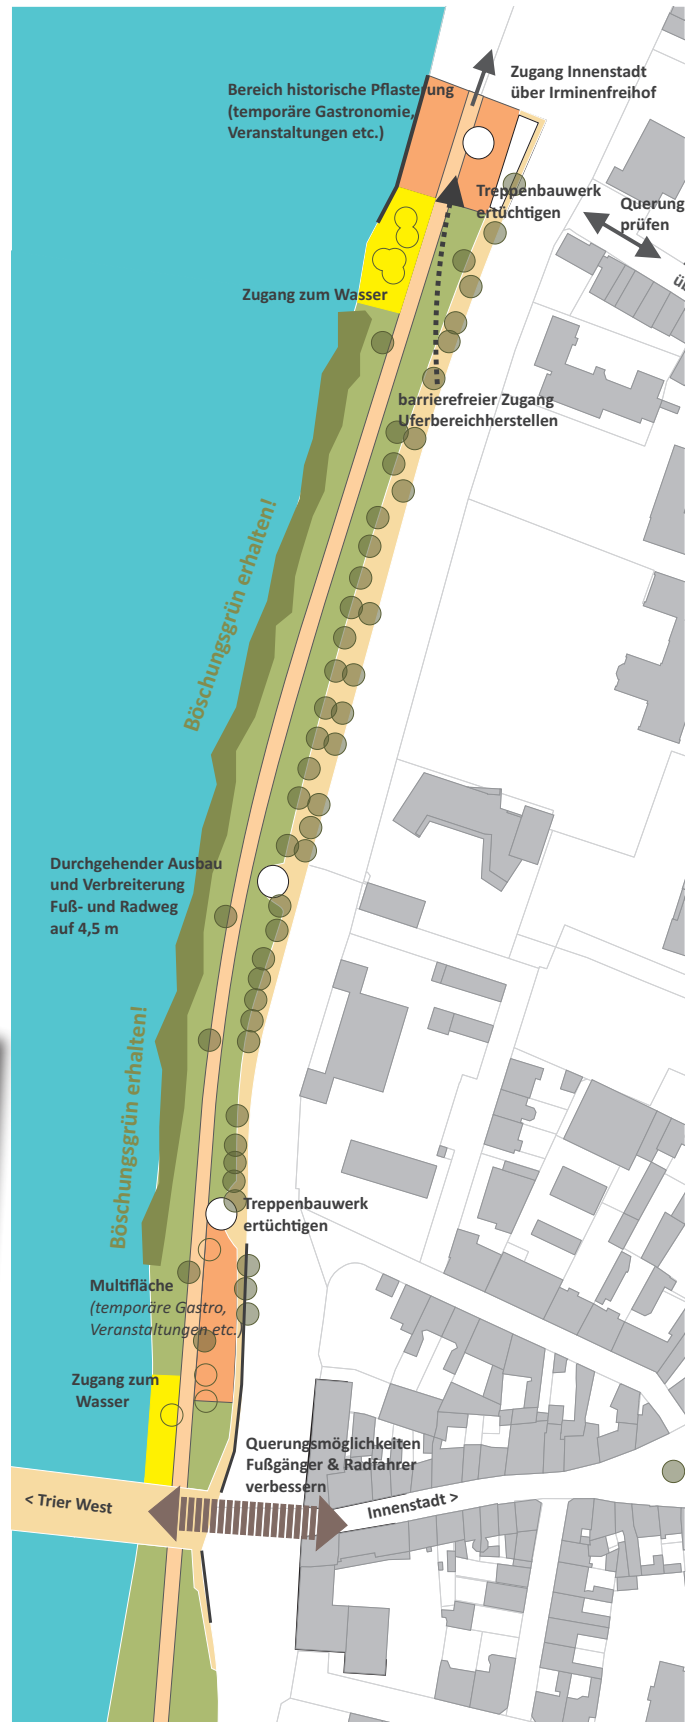 Zugang Innenstadt
über Irminenfreihof
Bereich historische Pflasterung
(temporäre Gastronomie,
Veranstaltungen etc.)
Treppenbauwerk
ertüchtigen
Querung
prüfen
Zugang zum Wasser
barrierefreier Zugang
Uferbereichherstellen
Böschungsgrün erhalten!
Durchgehender Ausbau
und Verbreiterung
Fuß- und Radweg
auf 4,5 m
Böschungsgrün erhalten!
Treppenbauwerk
ertüchtigen
Multifläche
(temporäre Gastro,
Veranstaltungen etc.)
Zugang zum
Wasser
Querungsmöglichkeiten
Fußgänger & Radfahrer
verbessern
< Trier West
Innenstadt >